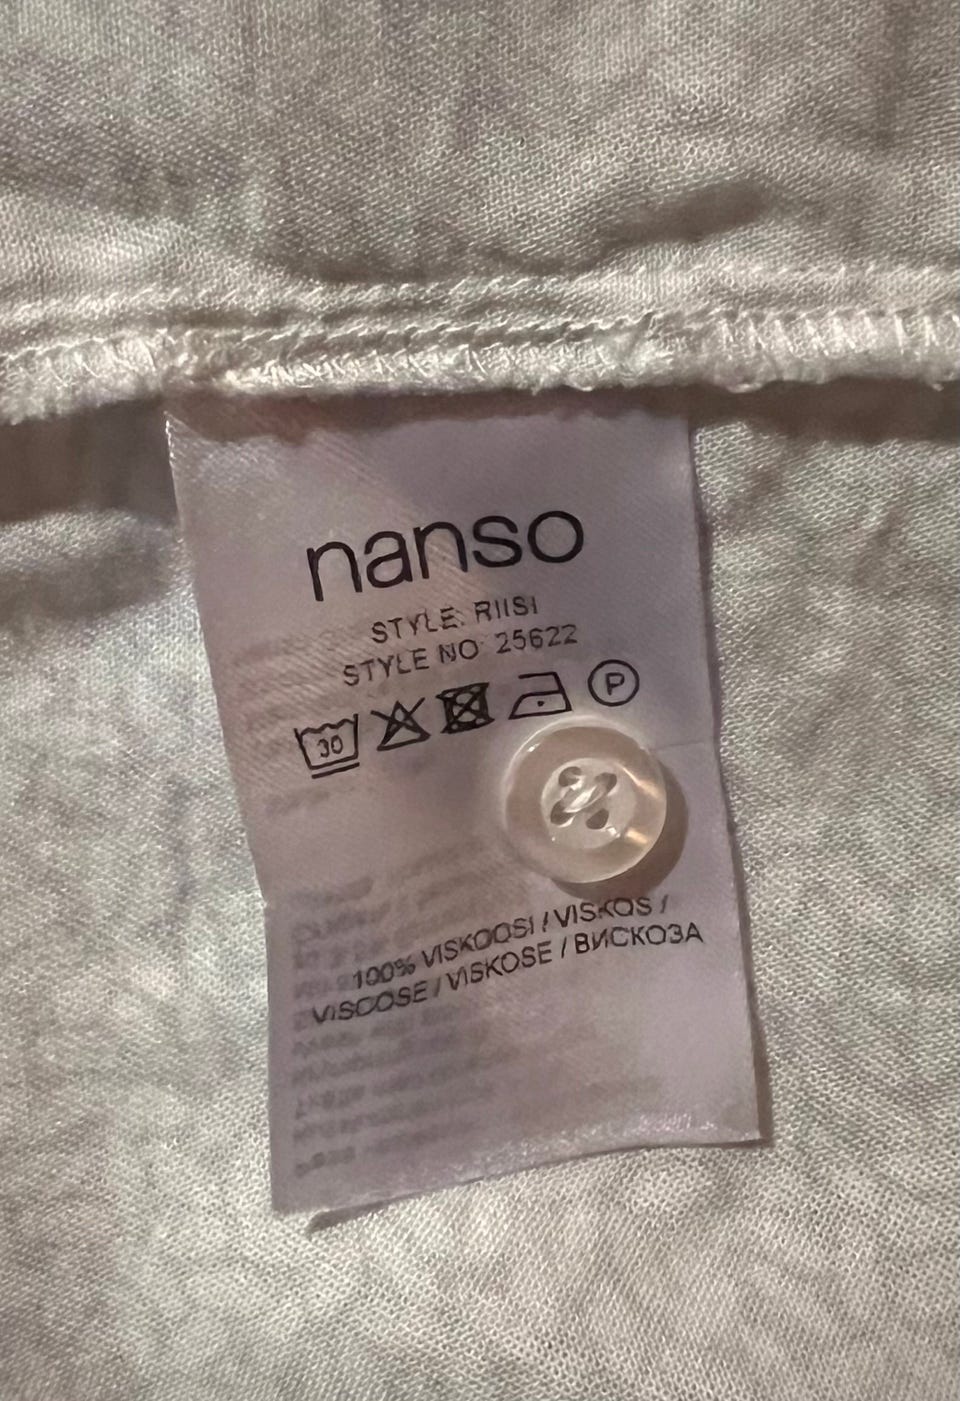 nanso
STYLE: RIISI
STYLE NO: 25622
30
P
100% VISKOOSI / VISKOS /
VISCOSE / VISKOSE / ВИСКОЗА